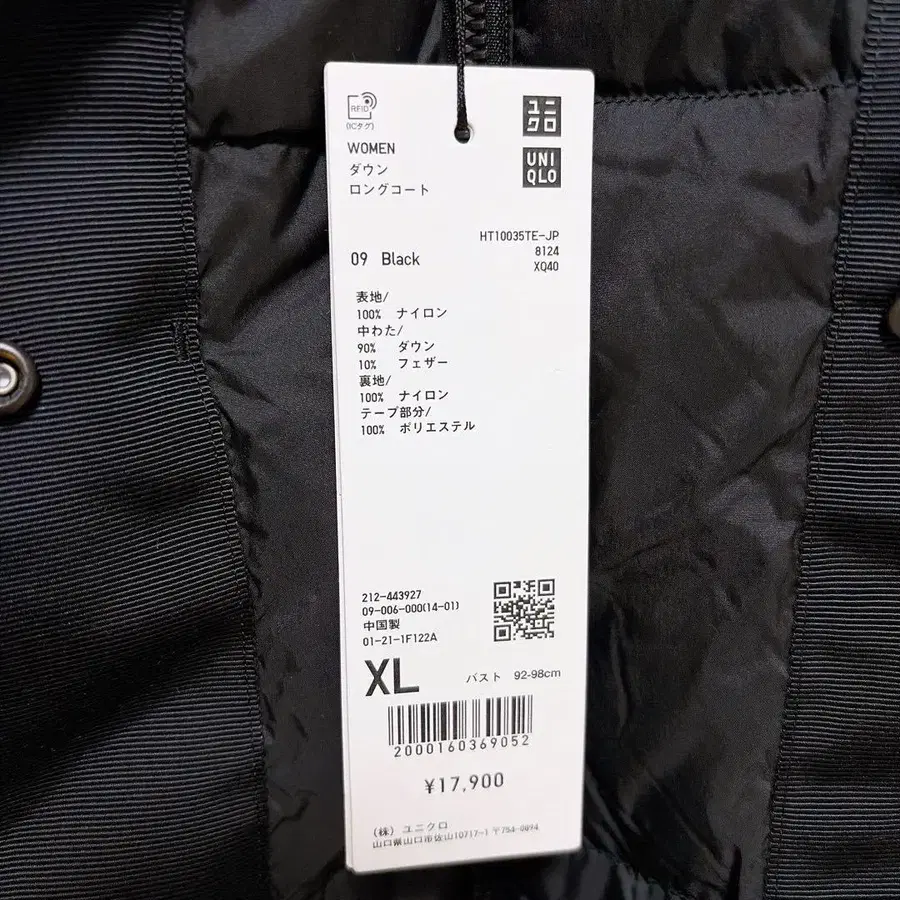 RFID
(ICタグ)
ユニ
クロ
UNI
QLO
WOMEN
ダウン
ロングコート
HT10035TE-JP
8124
XQ40
09 Black
表地/
100% ナイロン
中わた/
90% ダウン
10% フェザー
裏地/
100% ナイロン
テープ部分/
100% ポリエステル
212-443927
09-006-000(14-01)
中国製
01-21-1F122A
XL バスト 92-98cm
2000160369052
¥17,900
(株) ユニクロ
山口県山口市佐山10717-1 〒754-0894